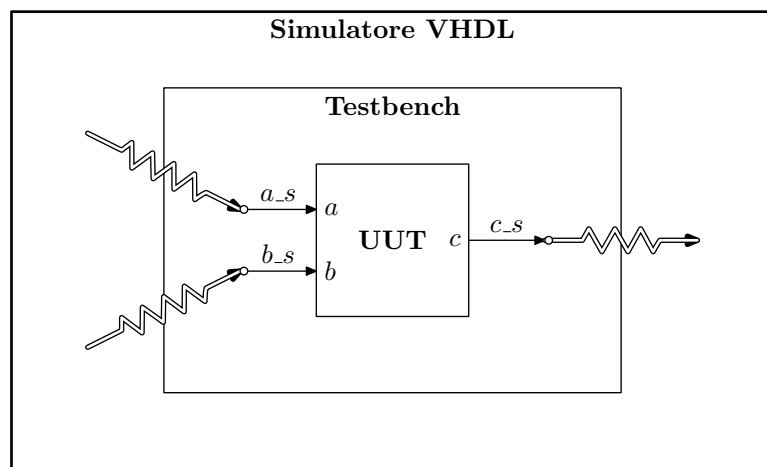 Simulatore VHDL
Testbench
a_s
a
b_s
b
UUT
c
c_s